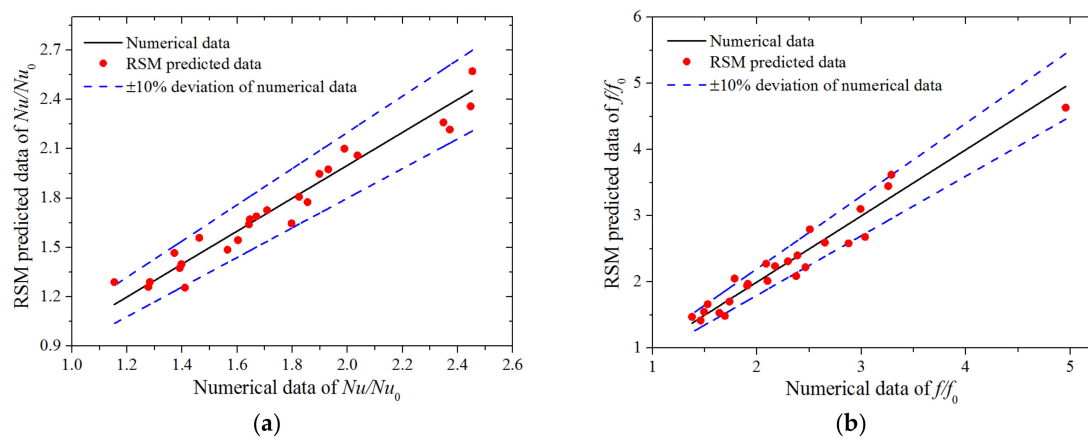 Numerical data
RSM predicted data
±10% deviation of numerical data
2.7
2.4
2.1
1.8
1.5
1.2
0.9
RSM predicted data of Nu/Nu0
1.0 1.2 1.4 1.6 1.8 2.0 2.2 2.4 2.6
Numerical data of Nu/Nu0
(a)
Numerical data
RSM predicted data
±10% deviation of numerical data
6
5
4
3
2
1
RSM predicted data of f/f0
1 2 3 4 5
Numerical data of f/f0
(b)